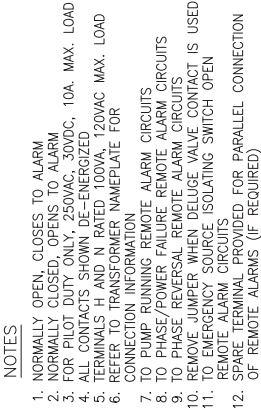 NOTES
1. NORMALLY OPEN, CLOSES TO ALARM
2. NORMALLY CLOSED, OPENS TO ALARM
3. FOR PILOT DUTY ONLY, 250VAC, 30VDC, 10A. MAX. LOAD
4. ALL CONTACTS SHOWN DE-ENERGIZED
5. TERMINALS H AND N RATED 100VA, 120VAC MAX. LOAD
6. REFER TO TRANSFORMER NAMEPLATE FOR
CONNECTION INFORMATION
7. TO PUMP RUNNING REMOTE ALARM CIRCUITS
8. TO PHASE/POWER FAILURE REMOTE ALARM CIRCUITS
9. TO PHASE REVERSAL REMOTE ALARM CIRCUITS
10. REMOVE JUMPER WHEN DELUGE VALVE CONTACT IS USED
11. TO EMERGENCY SOURCE ISOLATING SWITCH OPEN
REMOTE ALARM CIRCUITS
12. SPARE TERMINAL PROVIDED FOR PARALLEL CONNECTION
OF REMOTE ALARMS (IF REQUIRED)